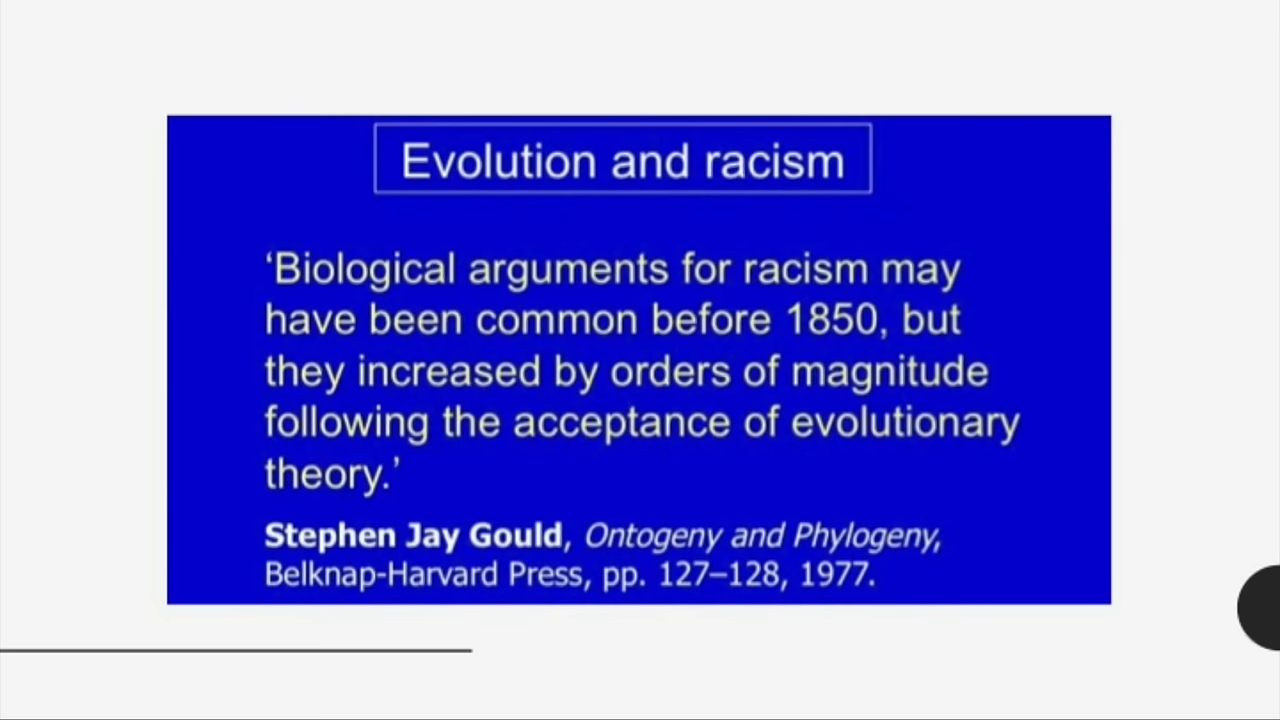 Evolution and racism
‘Biological arguments for racism may
have been common before 1850, but
they increased by orders of magnitude
following the acceptance of evolutionary
theory.’
Stephen Jay Gould, Ontogeny and Phylogeny,
Belknap-Harvard Press, pp. 127–128, 1977.